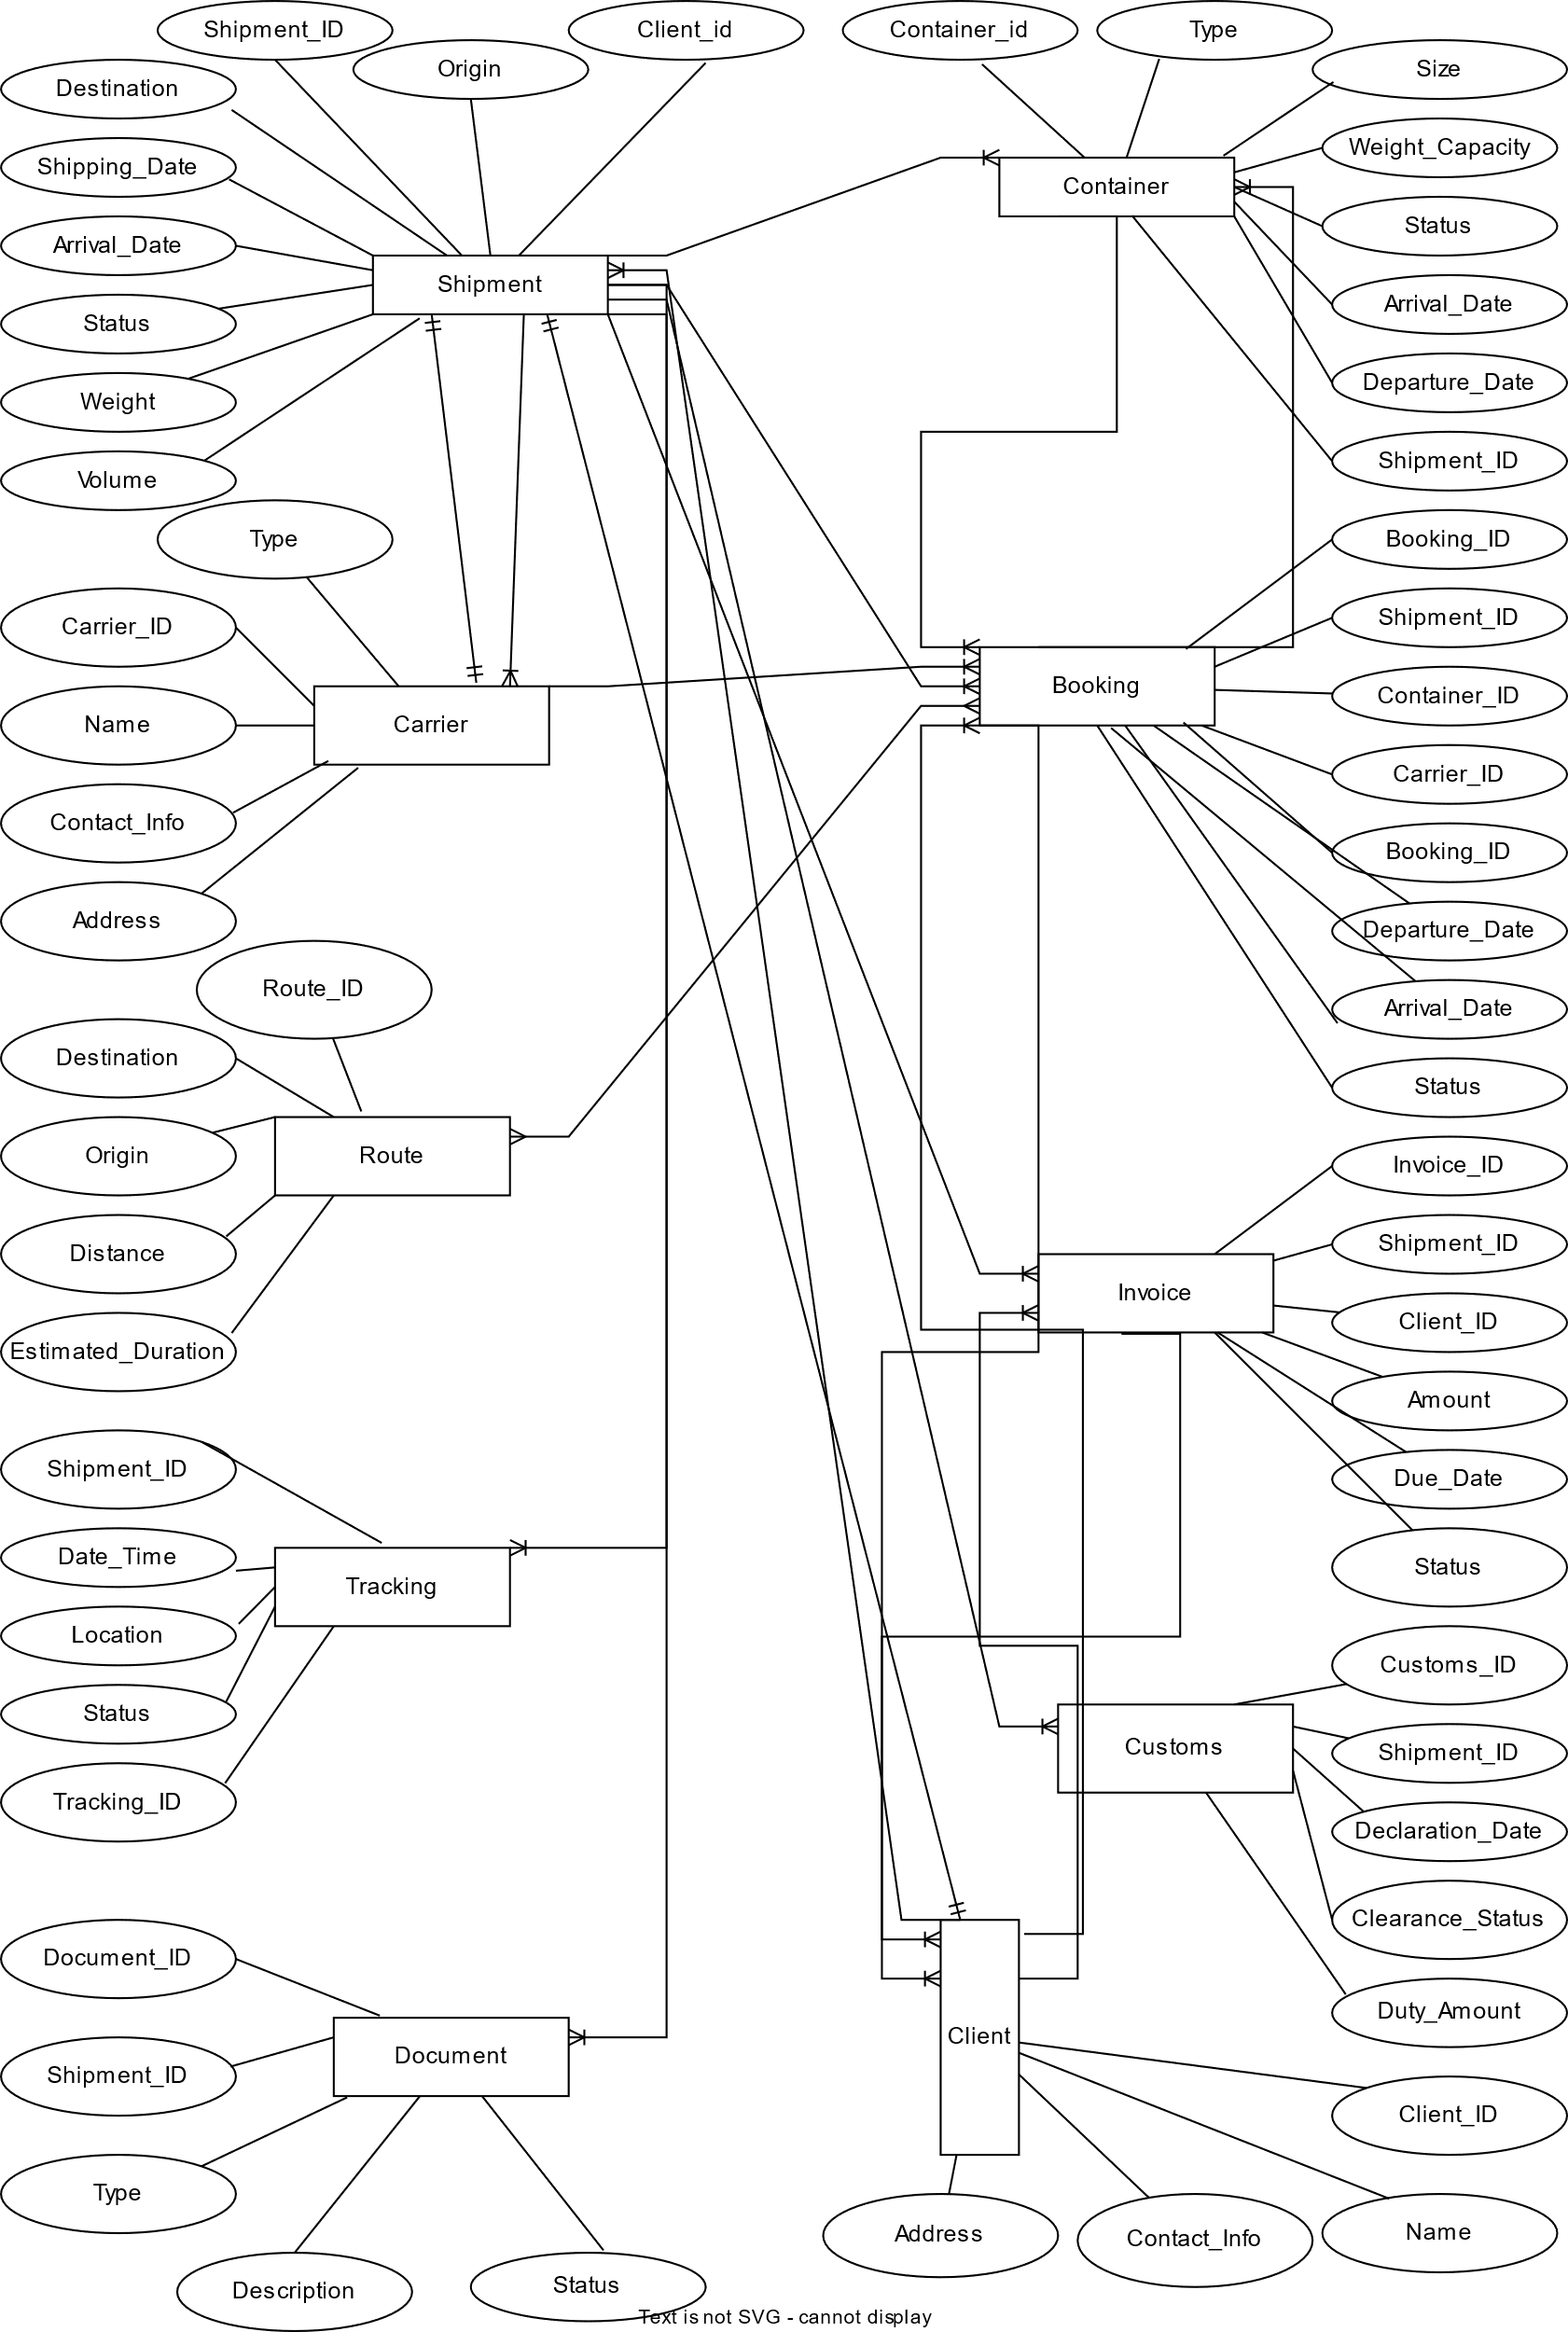 Shipment_ID
Client_id
Container_id
Type
Origin
Size
Destination
Weight_Capacity
Shipping_Date
Container
Status
Arrival_Date
Shipment
Arrival_Date
Status
Departure_Date
Weight
Shipment_ID
Volume
Type
Booking_ID
Carrier_ID
Shipment_ID
Booking
Container_ID
Name
Carrier
Carrier_ID
Contact_Info
Booking_ID
Address
Departure_Date
Route_ID
Arrival_Date
Destination
Status
Origin
Route
Invoice_ID
Shipment_ID
Distance
Invoice
Client_ID
Estimated_Duration
Amount
Shipment_ID
Due_Date
Date_Time
Status
Tracking
Location
Customs_ID
Status
Customs
Shipment_ID
Tracking_ID
Declaration_Date
Clearance_Status
Document_ID
Duty_Amount
Client
Document
Shipment_ID
Client_ID
Type
Address
Contact_Info
Name
Description
Status
Text is not SVG - cannot display